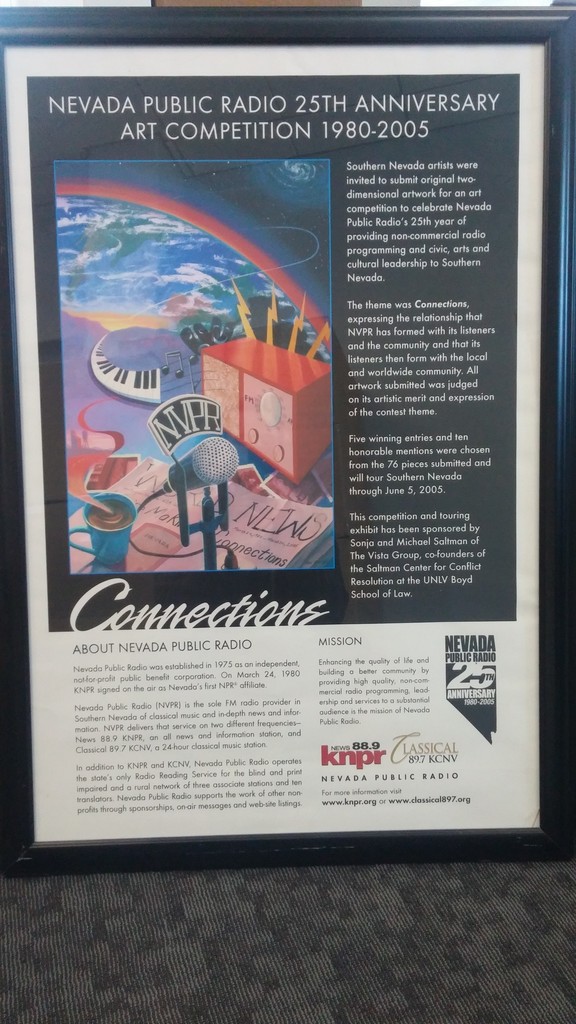 NEVADA PUBLIC RADIO 25TH ANNIVERSARY
ART COMPETITION 1980-2005
Southern Nevada artists were
invited to submit original two-
dimensional artwork for an art
competition to celebrate Nevada
Public Radio's 25th year of
providing non-commercial radio
programming and civic, arts and
cultural leadership to Southern
Nevada.
The theme was Connections,
expressing the relationship that
NVPR has formed with its listeners
and the community and that its
listeners then form with the local
and worldwide community. All
artwork submitted was judged
on its artistic merit and expression
of the contest theme.
Five winning entries and ten
honorable mentions were chosen
from the 76 pieces submitted and
will tour Southern Nevada
through June 5, 2005.
This competition and touring
exhibit has been sponsored by
Sonja and Michael Saltman of
The Vista Group, co-founders of
the Saltman Center for Conflict
Resolution at the UNLV Boyd
School of Law.
FM
NVPR
NEWS
connections
Connections
ABOUT NEVADA PUBLIC RADIO
Nevada Public Radio was established in 1975 as an independent,
not-for-profit public benefit corporation. On March 24, 1980
KNPR signed on the air as Nevada's first NPR® affiliate.
Nevada Public Radio (NVPR) is the sole FM radio provider in
Southern Nevada of classical music and in-depth news and infor-
mation. NVPR delivers that service on two different frequencies—
News 88.9 KNPR, an all news and information station, and
Classical 89.7 KCNV, a 24-hour classical music station.
In addition to KNPR and KCNV, Nevada Public Radio operates
the state's only Radio Reading Service for the blind and print
impaired and a rural network of three associate stations and ten
translators. Nevada Public Radio supports the work of other non-
profits through sponsorships, on-air messages and web-site listings.
MISSION
Enhancing the quality of life and
building a better community by
providing high quality, non-com-
mercial radio programming, lead-
ership and services to a substantial
audience is the mission of Nevada
Public Radio.
NEVADA
PUBLIC RADIO
25TH
ANNIVERSARY
1980-2005
NEWS 88.9
knpr
CLASSICAL
89.7 KCNV
NEVADA PUBLIC RADIO
For more information visit
www.knpr.org or www.classical897.org